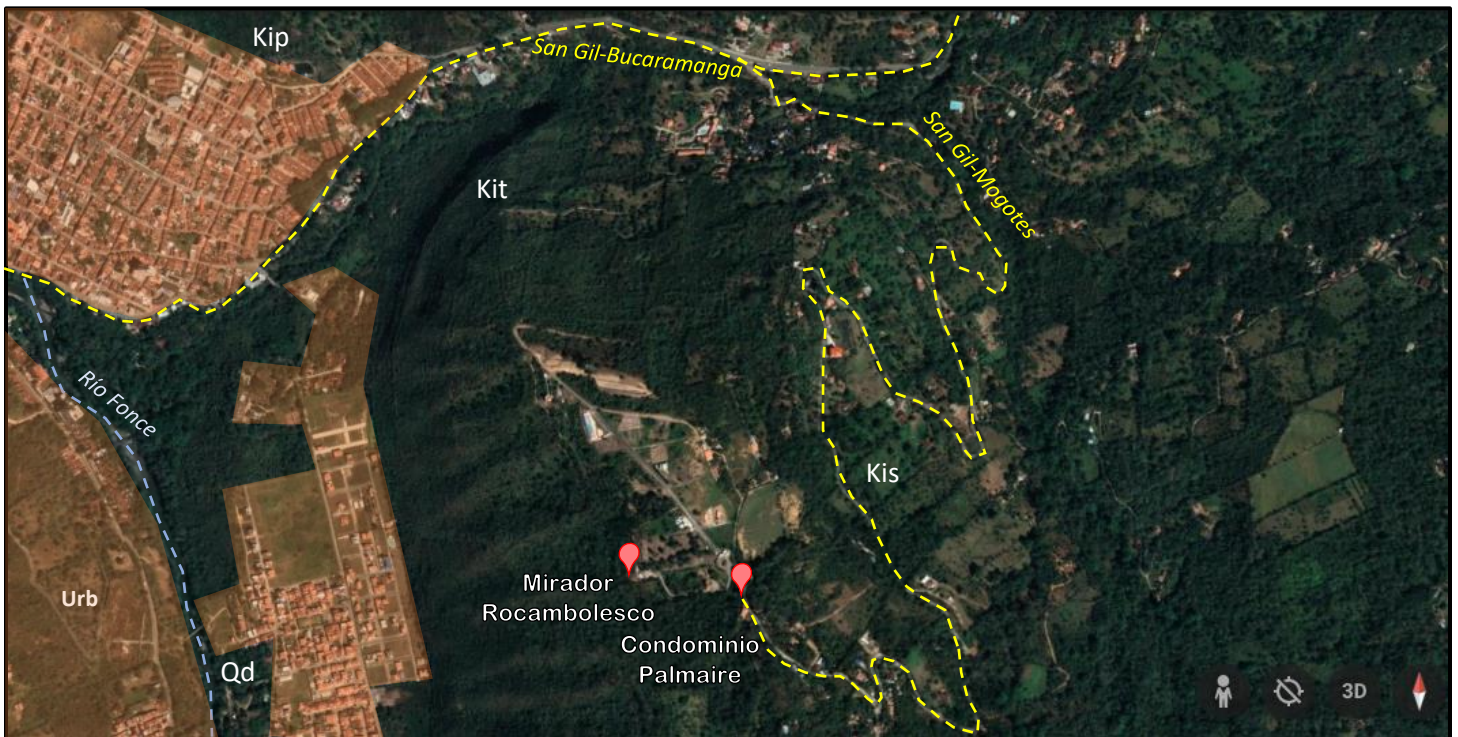 Kip
San Gil-Bucaramanga
San Gil-Mogotes
Kit
Río Fonce
Kis
Mirador
Rocambolesco
Urb
Condominio
Palmaire
Qd
3D